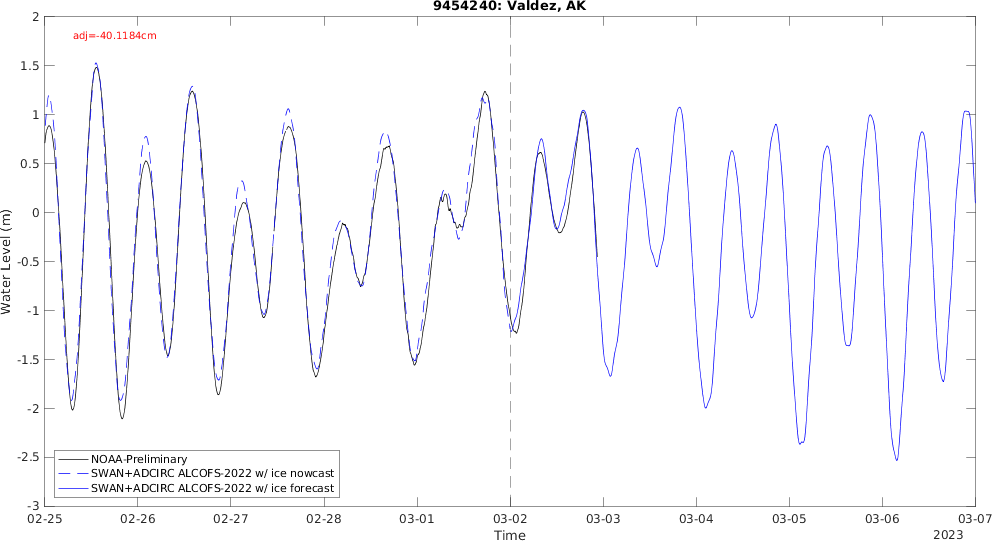 9454240: Valdez, AK
adj=-40.1184cm
2
1.5
1
0.5
0
-0.5
-1
-1.5
-2
-2.5
-3
Water Level (m)
NOAA-Preliminary
SWAN+ADCIRC ALCOFS-2022 w/ ice nowcast
SWAN+ADCIRC ALCOFS-2022 w/ ice forecast
02-25 02-26 02-27 02-28 03-01 03-02 03-03 03-04 03-05 03-06 03-07
Time
2023